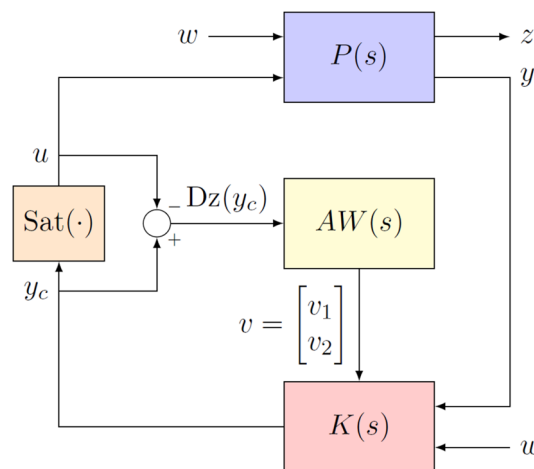 w
P(s)
z
y
u
−
Dz(y_c)
Sat(·)
+
AW(s)
y_c
v = [v_1
v_2]
K(s)
w